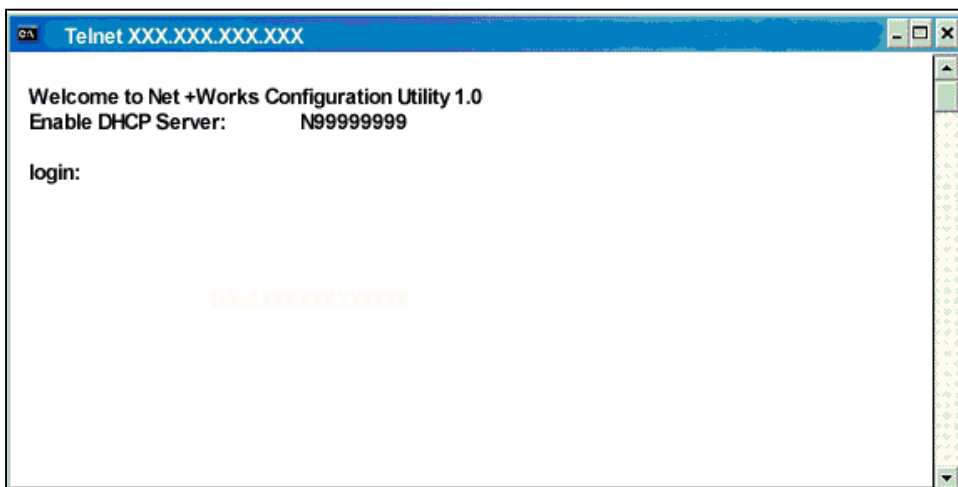 Telnet XXX.XXX.XXX.XXX
Welcome to Net +Works Configuration Utility 1.0
Enable DHCP Server: N99999999
login: